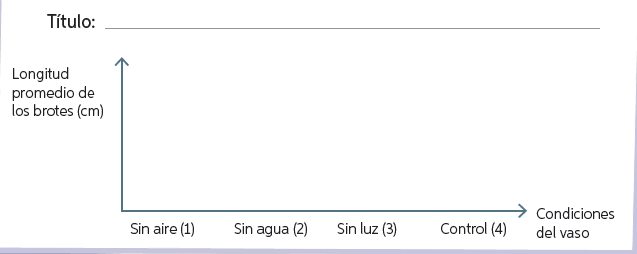 Título:
Longitud
promedio de
los brotes (cm)
Sin aire (1) Sin agua (2) Sin luz (3) Control (4)
Condiciones
del vaso